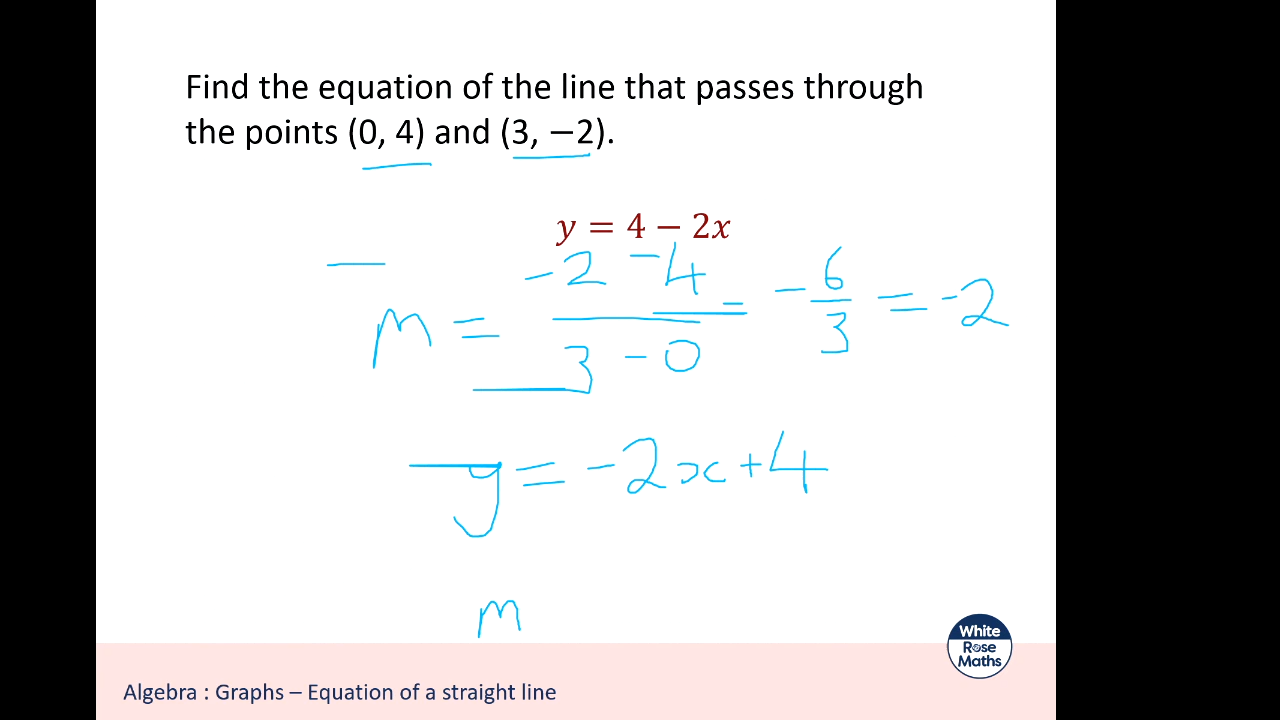 Find the equation of the line that passes through
the points (0, 4) and (3, −2).
y = 4 − 2x
m = -2 -4 / 3 - 0 = - 6/3 = -2
y = -2x + 4
m
White
Rose
Maths
Algebra : Graphs – Equation of a straight line